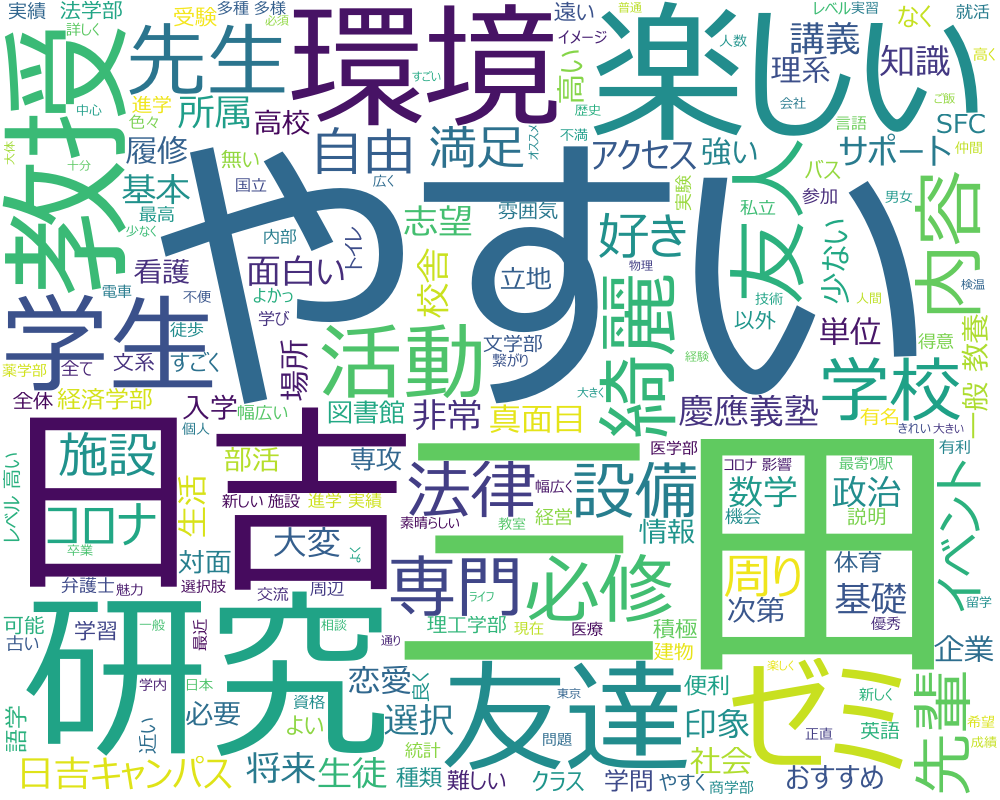 実績
法学部
詳しく
受験
多種 多様
必須
先生
環境
遠い
イメージ
普通
楽しい
人数
講義
レベル 実習
なく
就活
高く
理系
知識
会社
ご飯
教授
中心
色々
進学
所属
高校
すごい
高い
歴史
言語
SFC
大体
十分
履修
自由
満足
オススメ
不満
アクセス
強い
サポート
仲間
基本
無い
国立
やすい
広く
最高
少なく
志望
雰囲気
実験
好き
友人
私立
バス
参加
少ない
男女
内容
内部
トイレ
看護
面白い
校舎
立地
物理
綺麗
技術
以外
人間
検温
電車
不便
よかっ
学び
単位
得意
教養
学生
徒歩
活動
文学部
繋がり
経験
薬学部
全て
文系
すごく
場所
大きく
学校
一般
全体
経済学部
入学
幅広い
図書館
非常
真面目
慶應義塾
有名
きれい 大きい
個人
日吉
三田
施設
部活
専攻
法律
設備
医学部
コロナ 影響
最寄り駅
有利
レベル 高い
コロナ
生活
新しい 施設
進学 実績
幅広く
数学
政治
イベント
素晴らしい
教室
経営
情報
機会
説明
卒業
対面
大変
よく
弁護士
魅力
選択肢
交流
周辺
専門
ライフ
必修
周り
体育
次第
基礎
留学
優秀
可能
古い
学習
最近
研究
一般
相談
通り
理工学部
現在
医療
積極
建物
企業
語学
近い
学内
日本
必要
資格
よい
恋愛
良く
選択
友達
東京
問題
便利
印象
ゼミ
楽しく
新しく
英語
正直
先輩
希望
成績
日吉キャンパス
将来
生徒
統計
種類
難しい
クラス
学問
社会
やすく
商学部
おすすめ